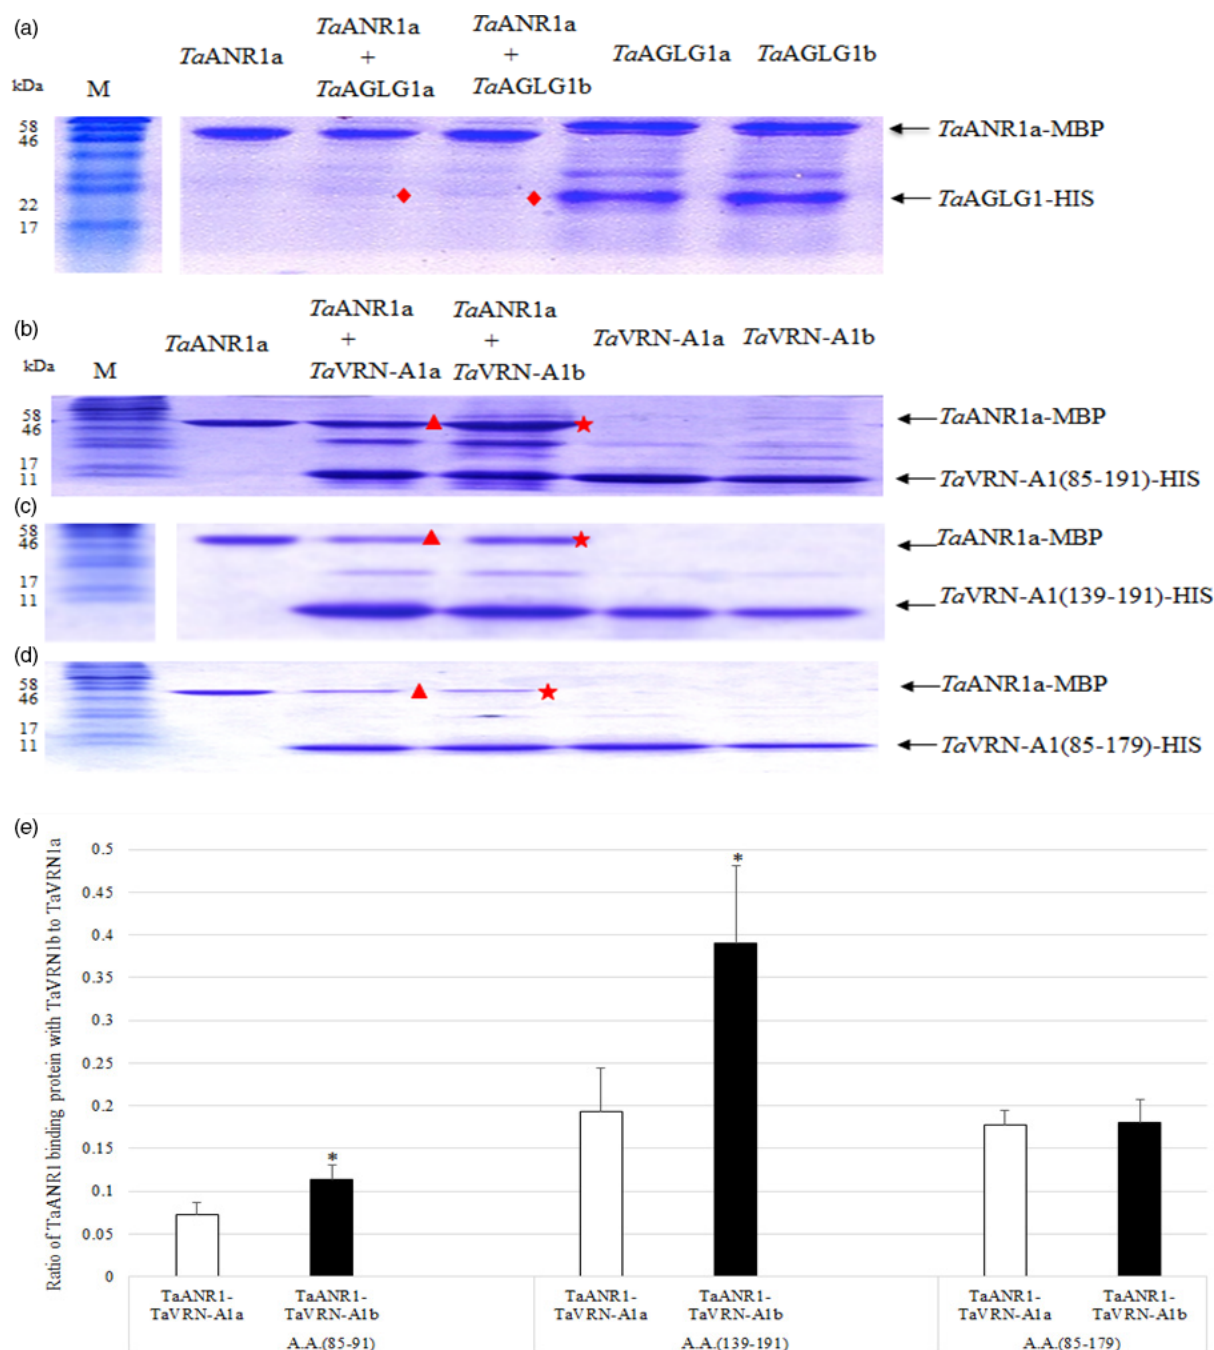 (a)
TaANR1a
TaANR1a
+
TaAGLG1a
TaANR1a
+
TaAGLG1b
TaAGLG1a
TaAGLG1b
kDa
M
58
46
22
17
TaANR1a-MBP
TaAGLG1-HIS
(b)
TaANR1a
TaANR1a
+
TaVRN-A1a
TaANR1a
+
TaVRN-A1b
TaVRN-A1a
TaVRN-A1b
kDa
M
58
46
17
11
TaANR1a-MBP
TaVRN-A1(85-191)-HIS
(c)
58
46
17
11
TaANR1a-MBP
TaVRN-A1(139-191)-HIS
(d)
58
46
17
11
TaANR1a-MBP
TaVRN-A1(85-179)-HIS
(e)
Ratio of TaANR1 binding protein with TaVRN1b to TaVRN1a
0.5
0.45
0.4
0.35
0.3
0.25
0.2
0.15
0.1
0.05
0
*
*
TaANR1-
TaVRN-A1a
TaANR1-
TaVRN-A1b
TaANR1-
TaVRN-A1a
TaANR1-
TaVRN-A1b
TaANR1-
TaVRN-A1a
TaANR1-
TaVRN-A1b
A.A.(85-91)
A.A.(139-191)
A.A.(85-179)